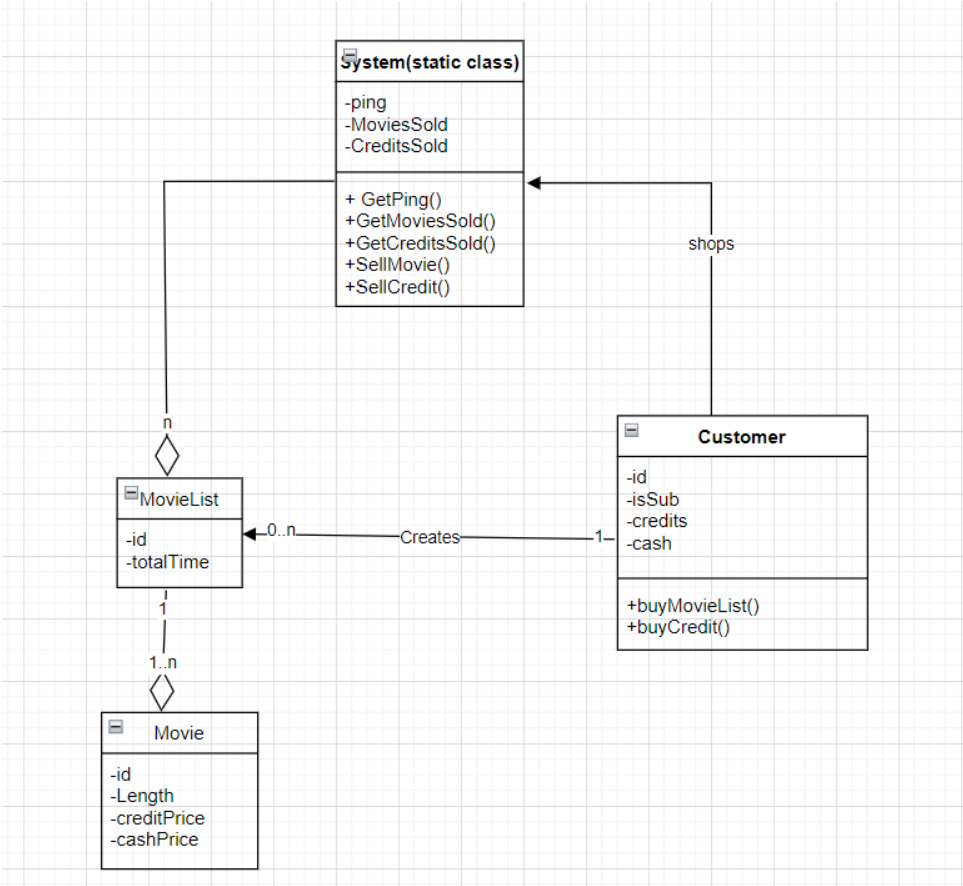 System(static class)
-ping
-MoviesSold
-CreditsSold
+ GetPing()
+GetMoviesSold()
+GetCreditsSold()
+SellMovie()
+SellCredit()
shops
n
Customer
-id
-isSub
-credits
-cash
+buyMovieList()
+buyCredit()
MovieList
-id
-totalTime
0..n
Creates
1
1
1..n
Movie
-id
-Length
-creditPrice
-cashPrice